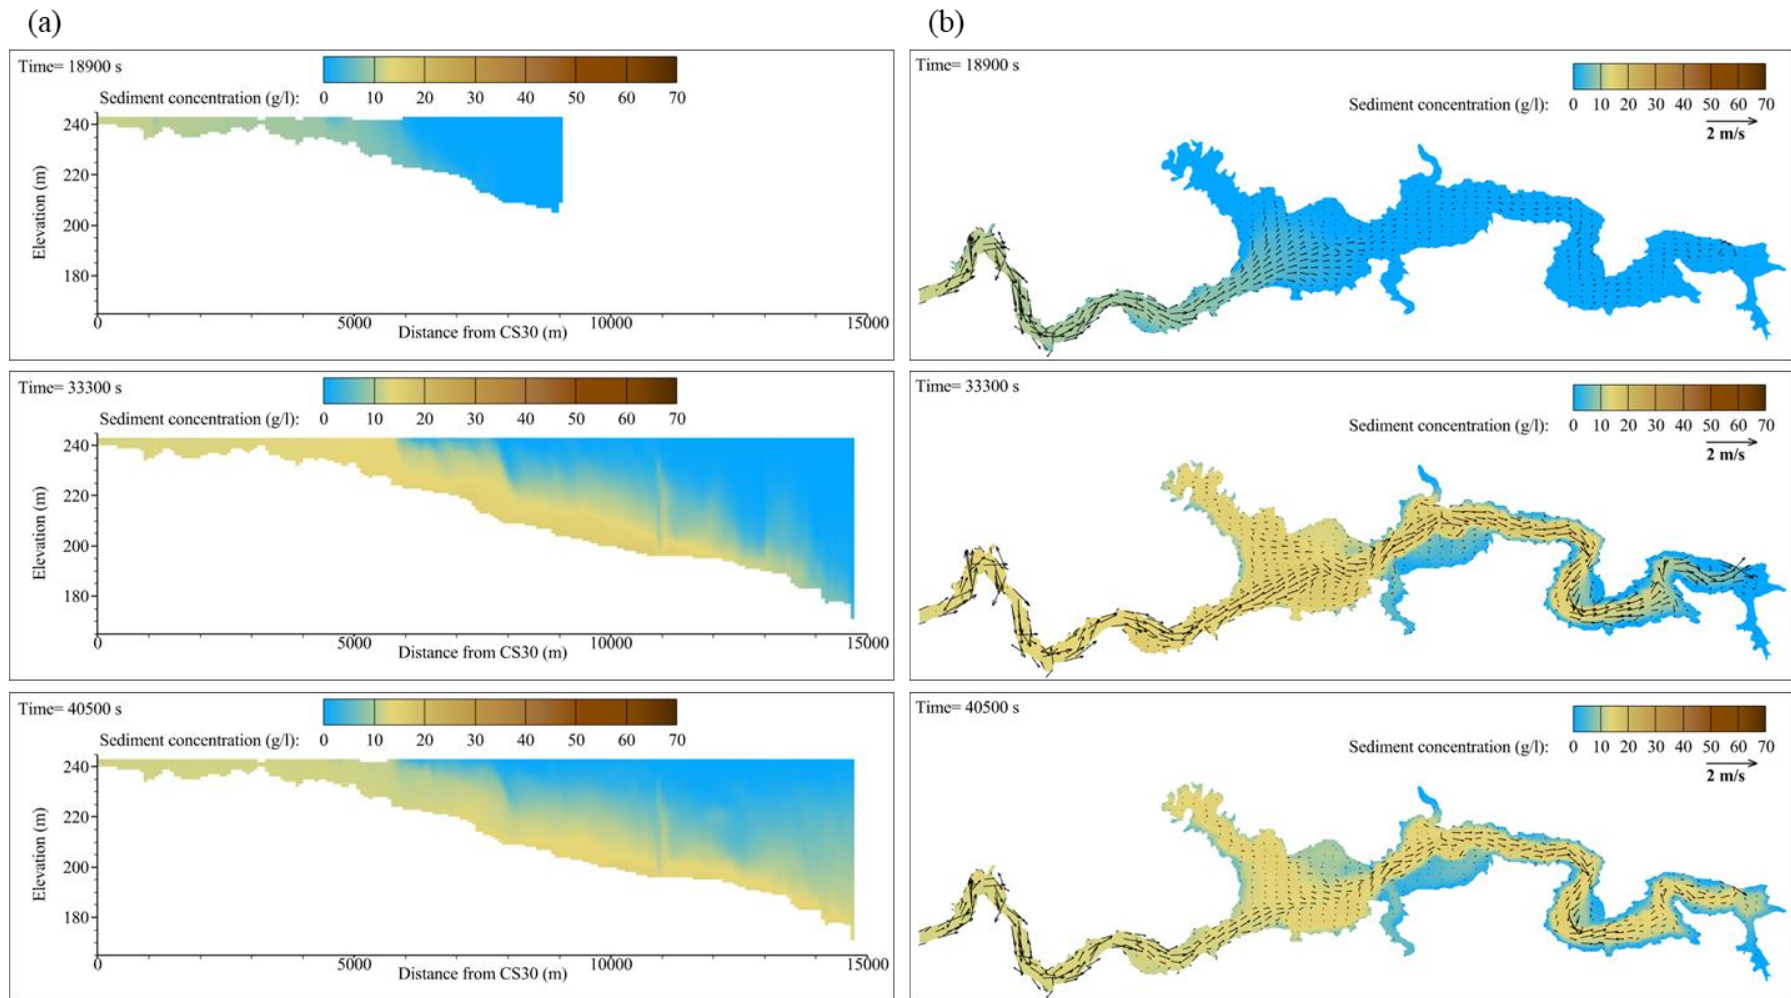 (a)
(b)
Time= 18900 s
Sediment concentration (g/l): 0 10 20 30 40 50 60 70
240
220
200
180
Elevation (m)
0 5000 10000 15000
Distance from CS30 (m)
Time= 18900 s
Sediment concentration (g/l): 0 10 20 30 40 50 60 70
2 m/s
Time= 33300 s
Sediment concentration (g/l): 0 10 20 30 40 50 60 70
240
220
200
180
Elevation (m)
0 5000 10000 15000
Distance from CS30 (m)
Time= 33300 s
Sediment concentration (g/l): 0 10 20 30 40 50 60 70
2 m/s
Time= 40500 s
Sediment concentration (g/l): 0 10 20 30 40 50 60 70
240
220
200
180
Elevation (m)
0 5000 10000 15000
Distance from CS30 (m)
Time= 40500 s
Sediment concentration (g/l): 0 10 20 30 40 50 60 70
2 m/s